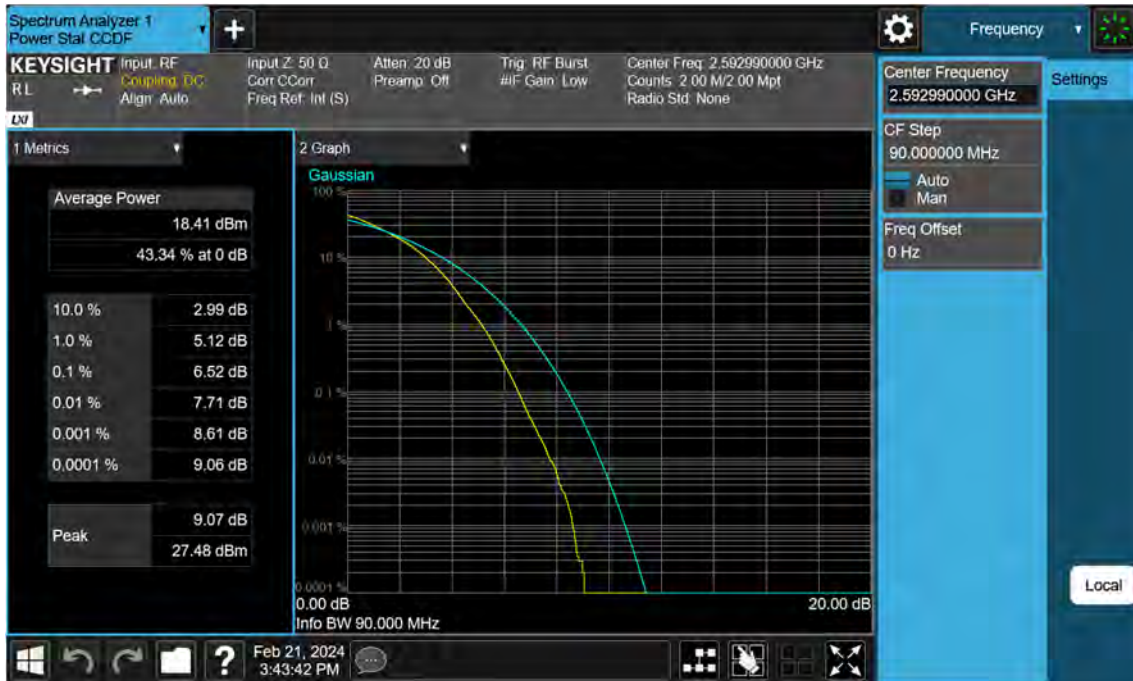 Spectrum Analyzer 1
Power Stat CCDF
+
Frequency
KEYSIGHT
RL
LXI
Input: RF
Coupling: DC
Align: Auto
Input Z: 50 Ω
Corr CCorr
Freq Ref: Int (S)
Atten: 20 dB
Preamp: Off
Trig: RF Burst
#IF Gain: Low
Center Freq: 2.592990000 GHz
Counts: 2.00 M/2.00 Mpt
Radio Std: None
Center Frequency
2.592990000 GHz
Settings
CF Step
90.000000 MHz
Auto
Man
Freq Offset
0 Hz
1 Metrics
Average Power
18.41 dBm
43.34 % at 0 dB
10.0 % 2.99 dB
1.0 % 5.12 dB
0.1 % 6.52 dB
0.01 % 7.71 dB
0.001 % 8.61 dB
0.0001 % 9.06 dB
Peak
9.07 dB
27.48 dBm
2 Graph
Gaussian
100 %
10 %
1 %
0.1 %
0.01 %
0.001 %
0.0001 %
0.00 dB 20.00 dB
Info BW 90.000 MHz
Local
?
Feb 21, 2024
3:43:42 PM